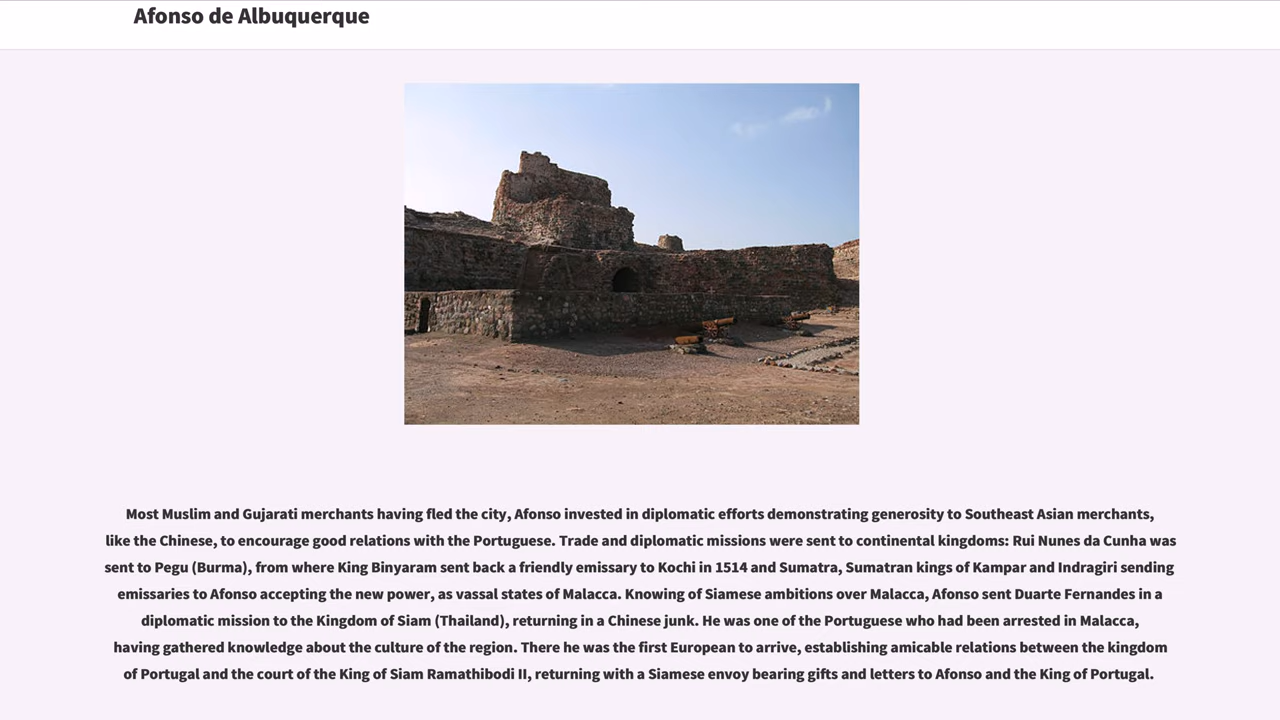 Afonso de Albuquerque
Most Muslim and Gujarati merchants having fled the city, Afonso invested in diplomatic efforts demonstrating generosity to Southeast Asian merchants,
like the Chinese, to encourage good relations with the Portuguese. Trade and diplomatic missions were sent to continental kingdoms: Rui Nunes da Cunha was
sent to Pegu (Burma), from where King Binyaram sent back a friendly emissary to Kochi in 1514 and Sumatra, Sumatran kings of Kampar and Indragiri sending
emissaries to Afonso accepting the new power, as vassal states of Malacca. Knowing of Siamese ambitions over Malacca, Afonso sent Duarte Fernandes in a
diplomatic mission to the Kingdom of Siam (Thailand), returning in a Chinese junk. He was one of the Portuguese who had been arrested in Malacca,
having gathered knowledge about the culture of the region. There he was the first European to arrive, establishing amicable relations between the kingdom
of Portugal and the court of the King of Siam Ramathibodi II, returning with a Siamese envoy bearing gifts and letters to Afonso and the King of Portugal.